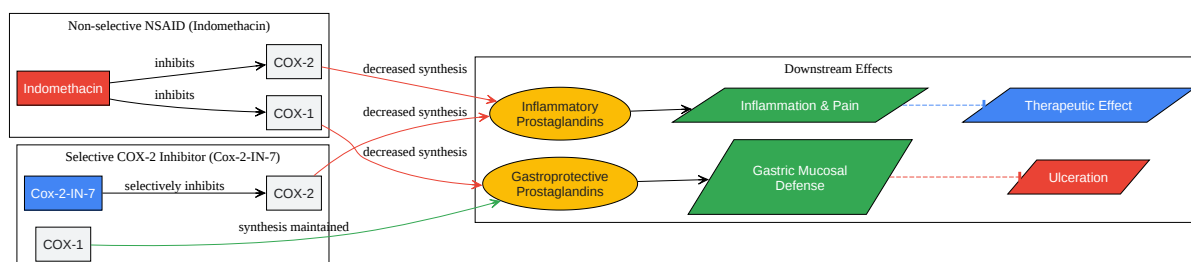 Non-selective NSAID (Indomethacin)
Indomethacin
inhibits
inhibits
COX-2
COX-1
decreased synthesis
decreased synthesis
decreased synthesis
Selective COX-2 Inhibitor (Cox-2-IN-7)
Cox-2-IN-7
selectively inhibits
COX-2
COX-1
synthesis maintained
Downstream Effects
Inflammatory
Prostaglandins
Inflammation & Pain
Therapeutic Effect
Gastroprotective
Prostaglandins
Gastric Mucosal
Defense
Ulceration